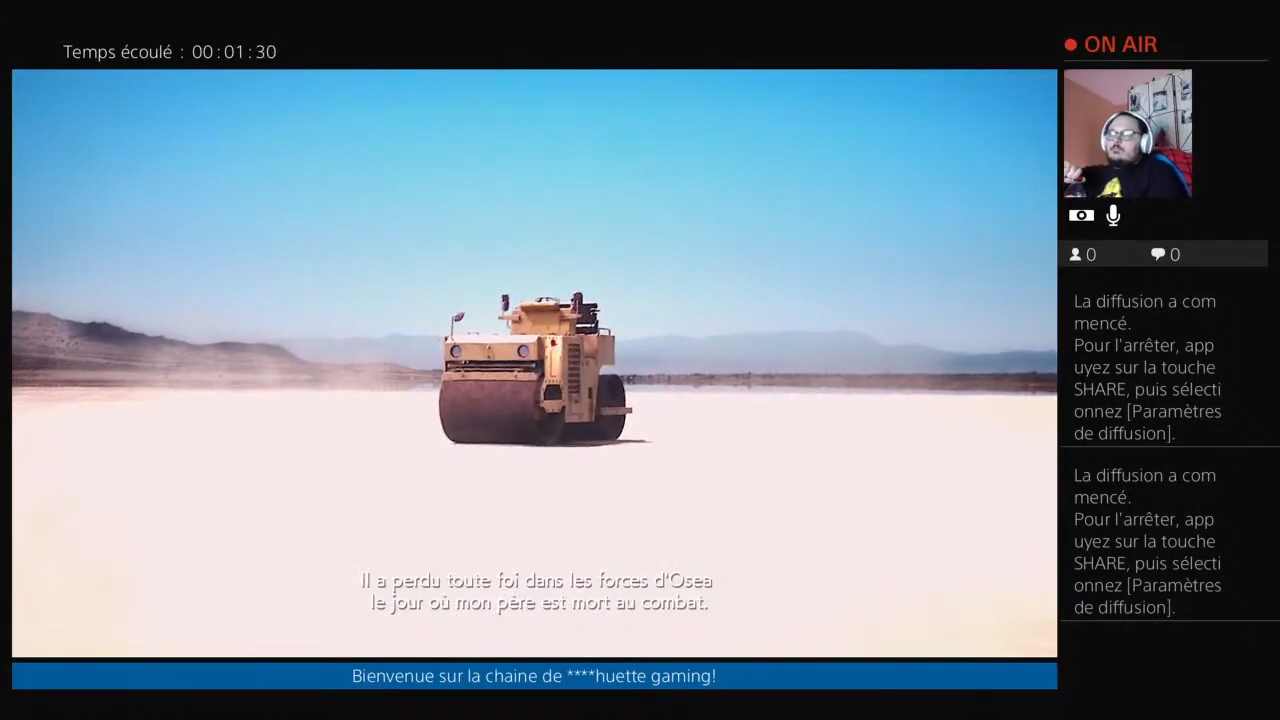 Temps écoulé : 00:01:30
ON AIR
0
0
La diffusion a com
mencé.
Pour l'arrêter, app
uyez sur la touche
SHARE, puis sélecti
onnez [Paramètres
de diffusion].
La diffusion a com
mencé.
Pour l'arrêter, app
uyez sur la touche
SHARE, puis sélecti
onnez [Paramètres
de diffusion].
Il a perdu toute foi dans les forces d'Osea
le jour où mon père est mort au combat.
Bienvenue sur la chaine de ****huette gaming!